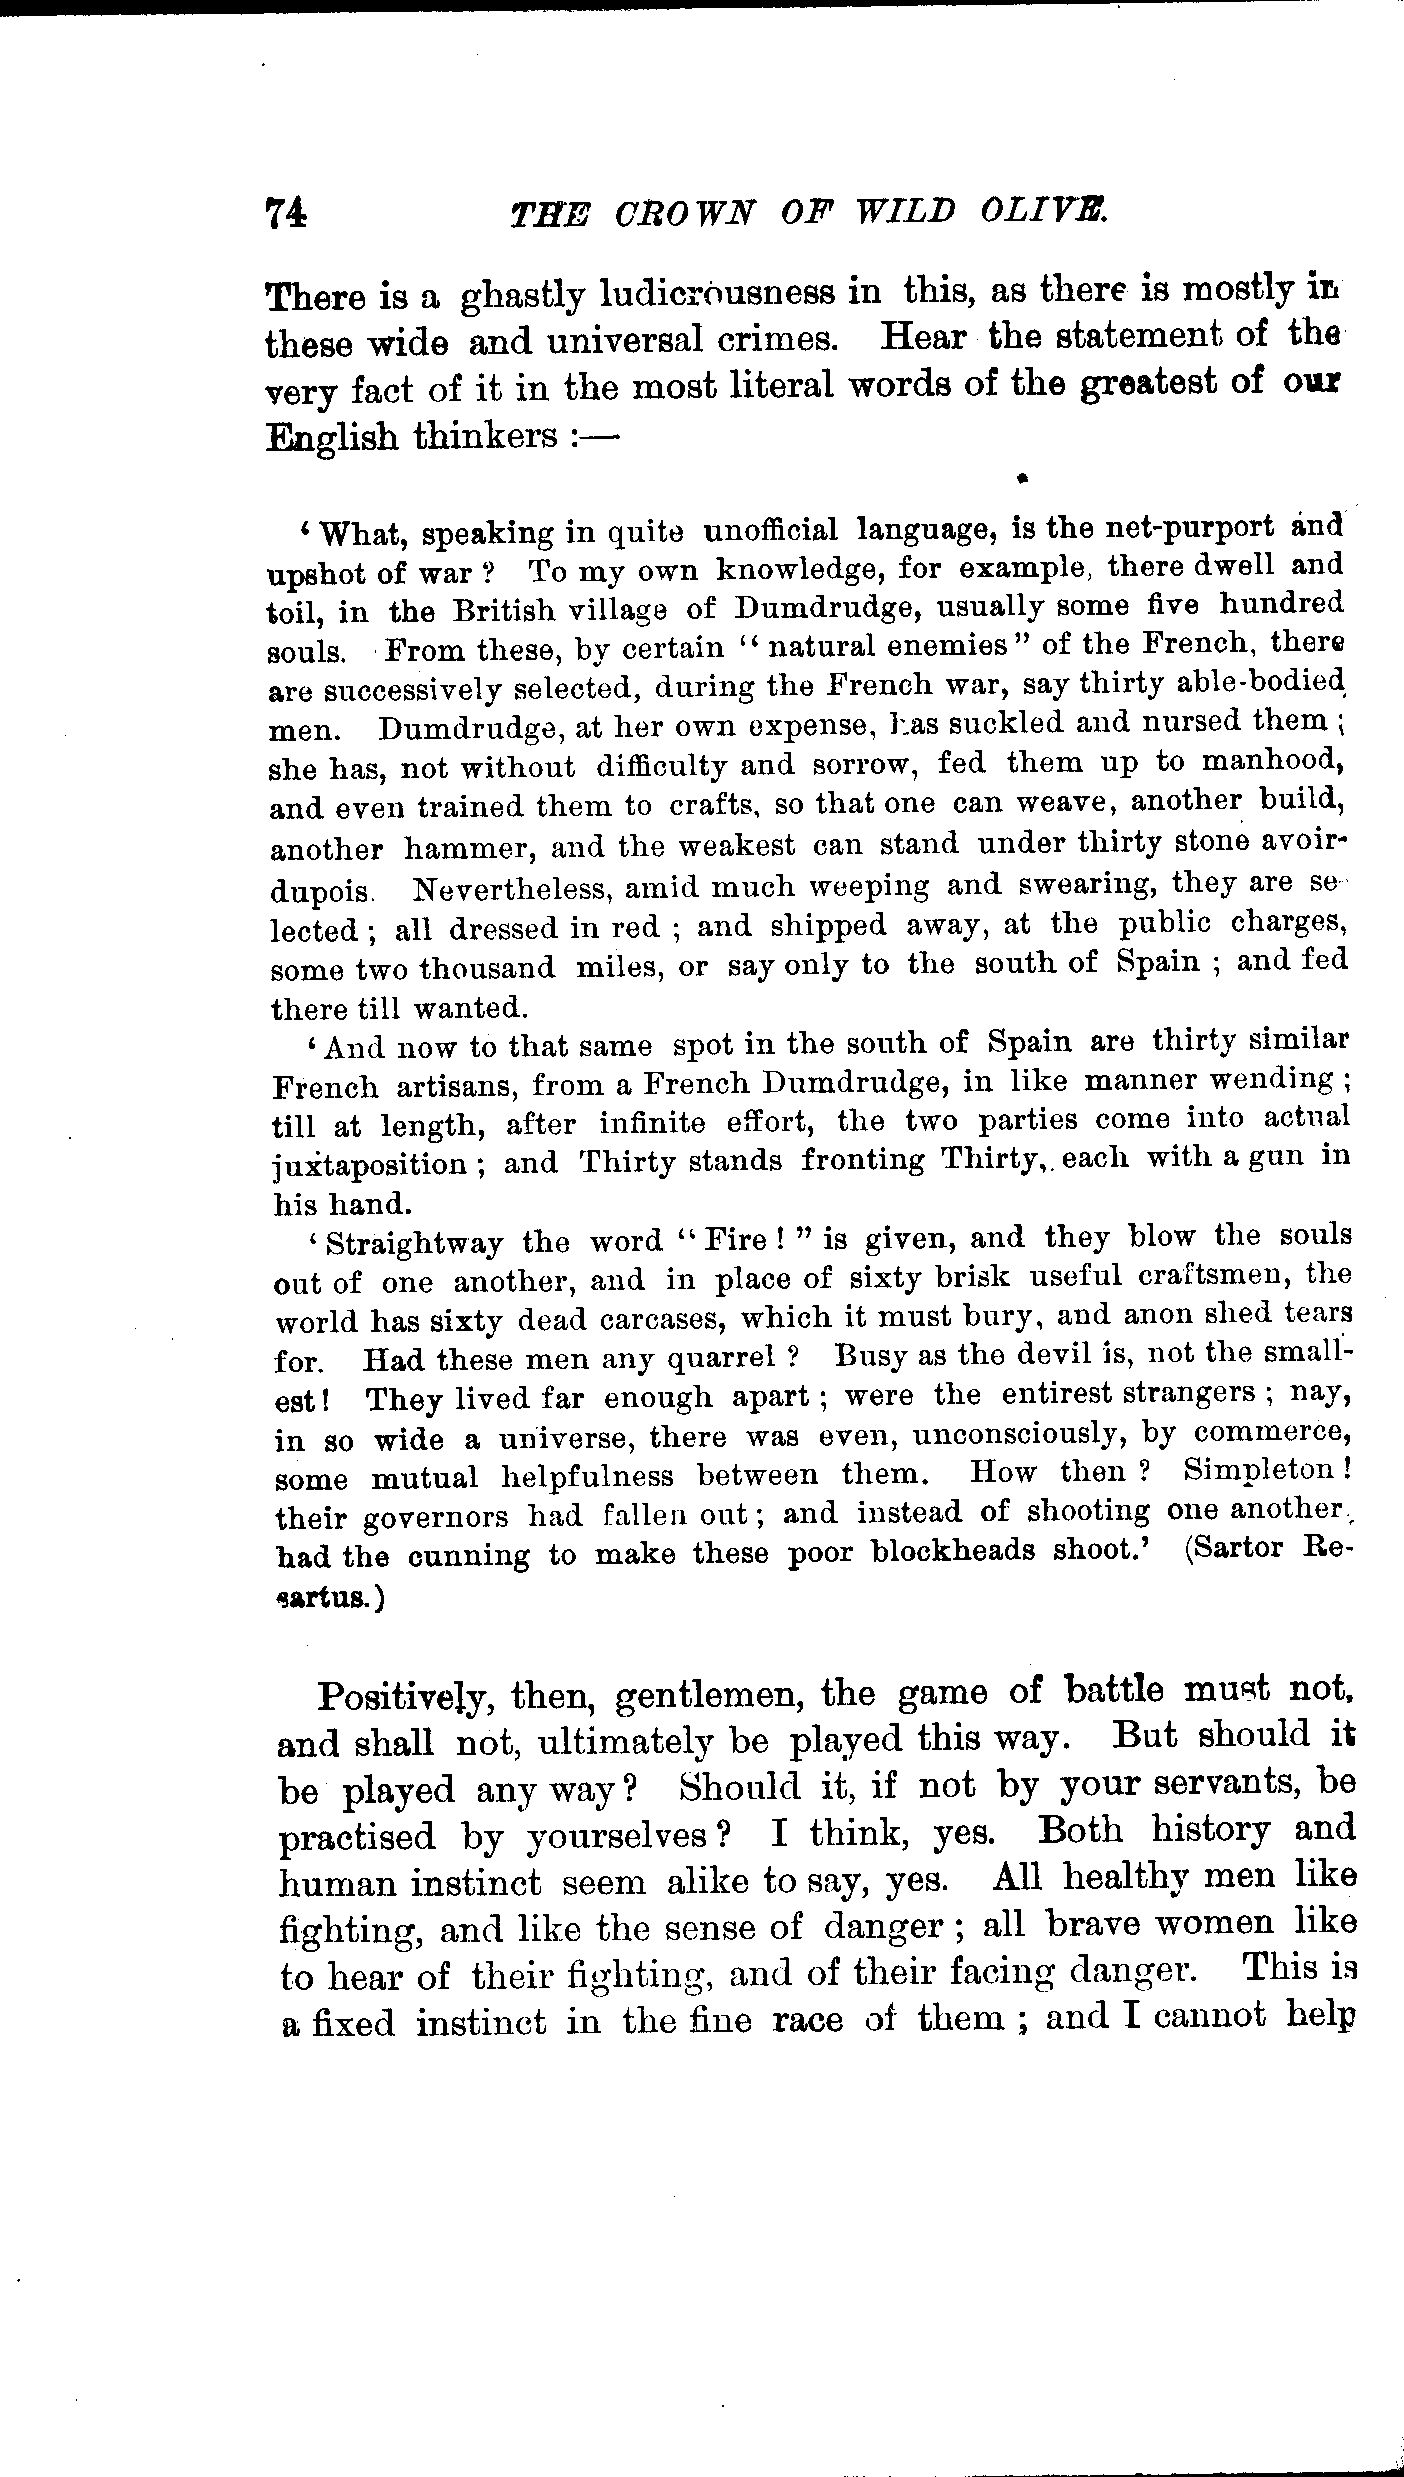 74 THE CROWN OF WILD OLIVE.
There is a ghastly ludicrousness in this, as there is mostly in
these wide and universal crimes. Hear the statement of the
very fact of it in the most literal words of the greatest of our
English thinkers :—
‘ What, speaking in quite unofficial language, is the net-purport and
upshot of war ? To my own knowledge, for example, there dwell and
toil, in the British village of Dumdrudge, usually some five hundred
souls. From these, by certain “ natural enemies ” of the French, there
are successively selected, during the French war, say thirty able-bodied
men. Dumdrudge, at her own expense, has suckled and nursed them ;
she has, not without difficulty and sorrow, fed them up to manhood,
and even trained them to crafts, so that one can weave, another build,
another hammer, and the weakest can stand under thirty stone avoir-
dupois. Nevertheless, amid much weeping and swearing, they are se-
lected ; all dressed in red ; and shipped away, at the public charges,
some two thousand miles, or say only to the south of Spain ; and fed
there till wanted.
‘ And now to that same spot in the south of Spain are thirty similar
French artisans, from a French Dumdrudge, in like manner wending ;
till at length, after infinite effort, the two parties come into actual
juxtaposition ; and Thirty stands fronting Thirty, each with a gun in
his hand.
‘ Straightway the word “ Fire ! ” is given, and they blow the souls
out of one another, and in place of sixty brisk useful craftsmen, the
world has sixty dead carcases, which it must bury, and anon shed tears
for. Had these men any quarrel ? Busy as the devil is, not the small-
est ! They lived far enough apart ; were the entirest strangers ; nay,
in so wide a universe, there was even, unconsciously, by commerce,
some mutual helpfulness between them. How then ? Simpleton !
their governors had fallen out ; and instead of shooting one another,
had the cunning to make these poor blockheads shoot.’ (Sartor Re-
sartus.)
Positively, then, gentlemen, the game of battle must not,
and shall not, ultimately be played this way. But should it
be played any way ? Should it, if not by your servants, be
practised by yourselves ? I think, yes. Both history and
human instinct seem alike to say, yes. All healthy men like
fighting, and like the sense of danger ; all brave women like
to hear of their fighting, and of their facing danger. This is
a fixed instinct in the fine race of them ; and I cannot help